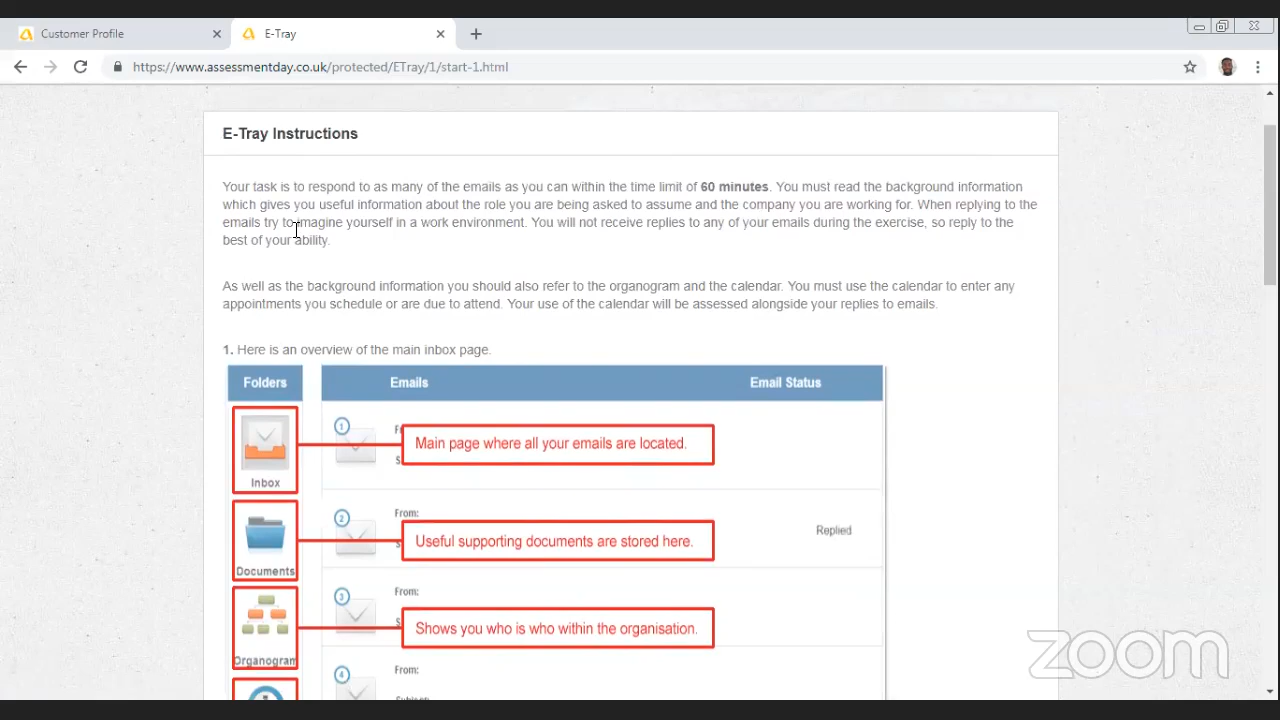 Customer Profile
E-Tray
https://www.assessmentday.co.uk/protected/ETray/1/start-1.html
E-Tray Instructions
Your task is to respond to as many of the emails as you can within the time limit of 60 minutes. You must read the background information
which gives you useful information about the role you are being asked to assume and the company you are working for. When replying to the
emails try to imagine yourself in a work environment. You will not receive replies to any of your emails during the exercise, so reply to the
best of your ability.
As well as the background information you should also refer to the organogram and the calendar. You must use the calendar to enter any
appointments you schedule or are due to attend. Your use of the calendar will be assessed alongside your replies to emails.
1. Here is an overview of the main inbox page.
Folders Emails Email Status
1
Main page where all your emails are located.
Inbox
2
From:
Replied
Useful supporting documents are stored here.
Documents
3
From:
Shows you who is who within the organisation.
Organogram
4
From:
Subject:
zoom